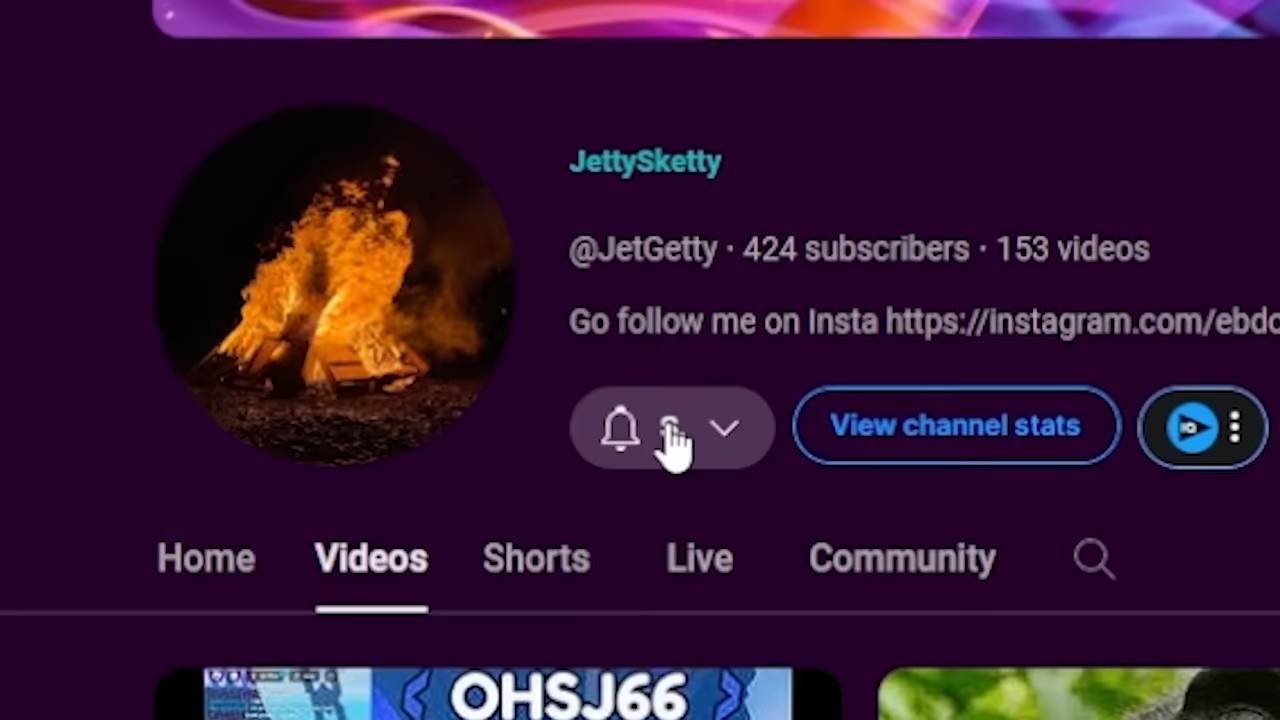 JettySketty
@JetGetty · 424 subscribers · 153 videos
Go follow me on Insta https://instagram.com/ebdc
View channel stats
Home Videos Shorts Live Community
OHSJ66